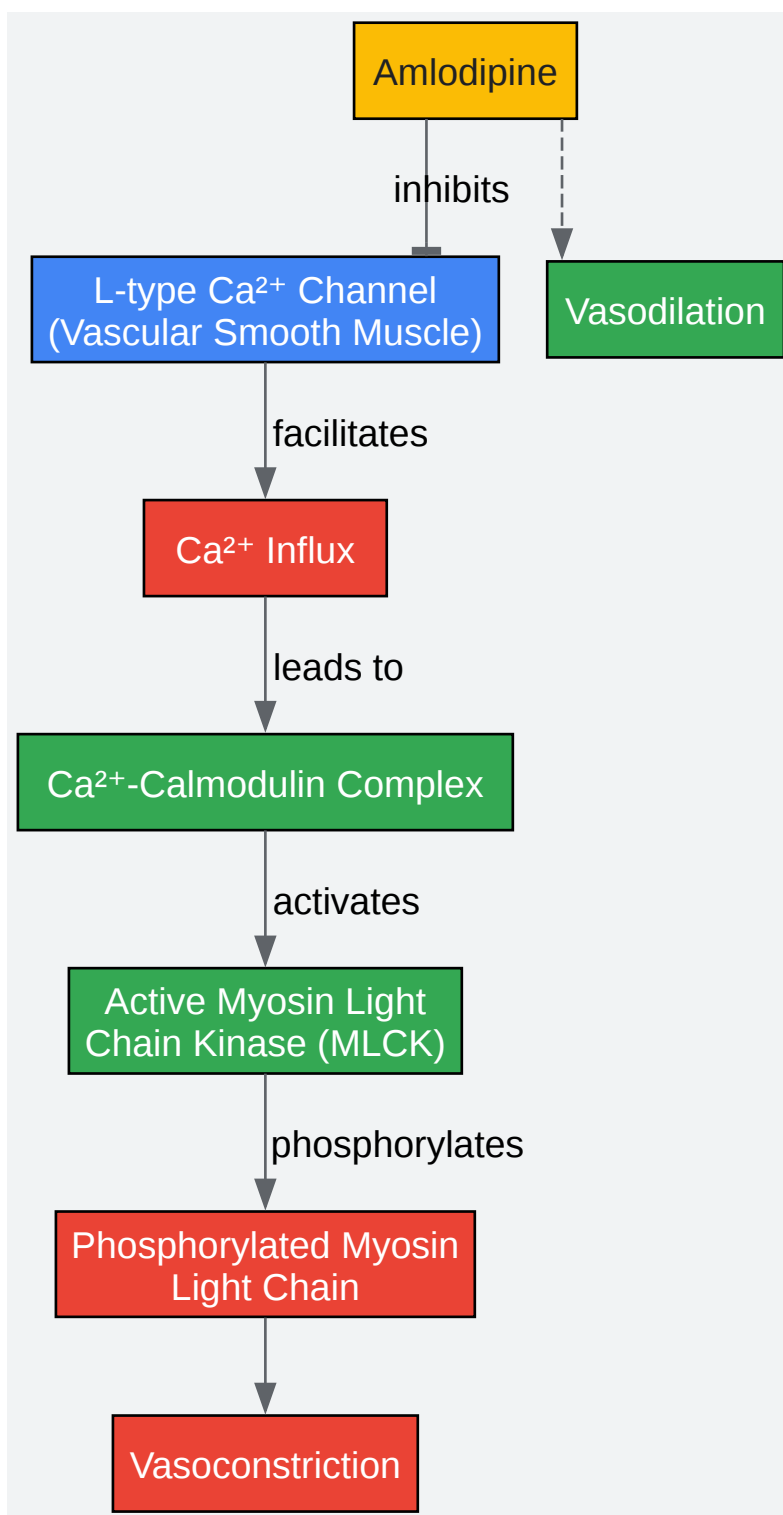 Amlodipine
inhibits
L-type Ca²⁺ Channel
(Vascular Smooth Muscle)
Vasodilation
facilitates
Ca²⁺ Influx
leads to
Ca²⁺-Calmodulin Complex
activates
Active Myosin Light
Chain Kinase (MLCK)
phosphorylates
Phosphorylated Myosin
Light Chain
Vasoconstriction